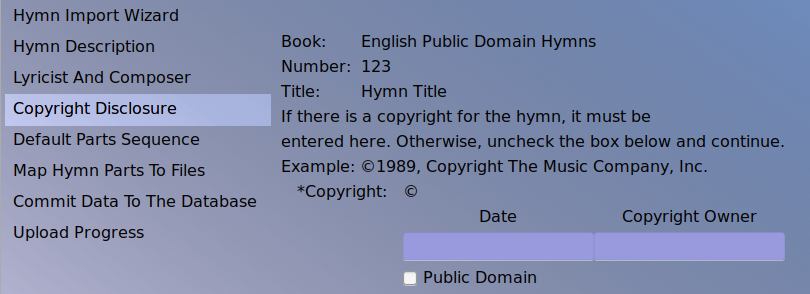 Hymn Import Wizard
Hymn Description
Lyricist And Composer
Copyright Disclosure
Default Parts Sequence
Map Hymn Parts To Files
Commit Data To The Database
Upload Progress
Book: English Public Domain Hymns
Number: 123
Title: Hymn Title
If there is a copyright for the hymn, it must be
entered here. Otherwise, uncheck the box below and continue.
Example: ©1989, Copyright The Music Company, Inc.
*Copyright: ©
Date Copyright Owner
Public Domain